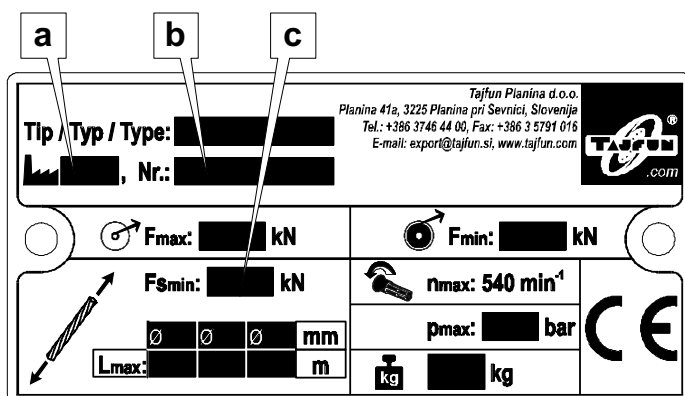 a b c
Tajfun Planina d.o.o.
Planina 41a, 3225 Planina pri Sevnici, Slovenija
Tel.: +386 3746 44 00, Fax: +386 3 5791 016
E-mail: export@tajfun.si, www.tajfun.com
TAJFUN®
.com
Tip / Typ / Type:
, Nr.:
Fmax: kN
Fmin: kN
Fsmin: kN
nmax: 540 min⁻¹
Ø Ø Ø mm
pmax: bar
Lmax: m
kg kg
CE